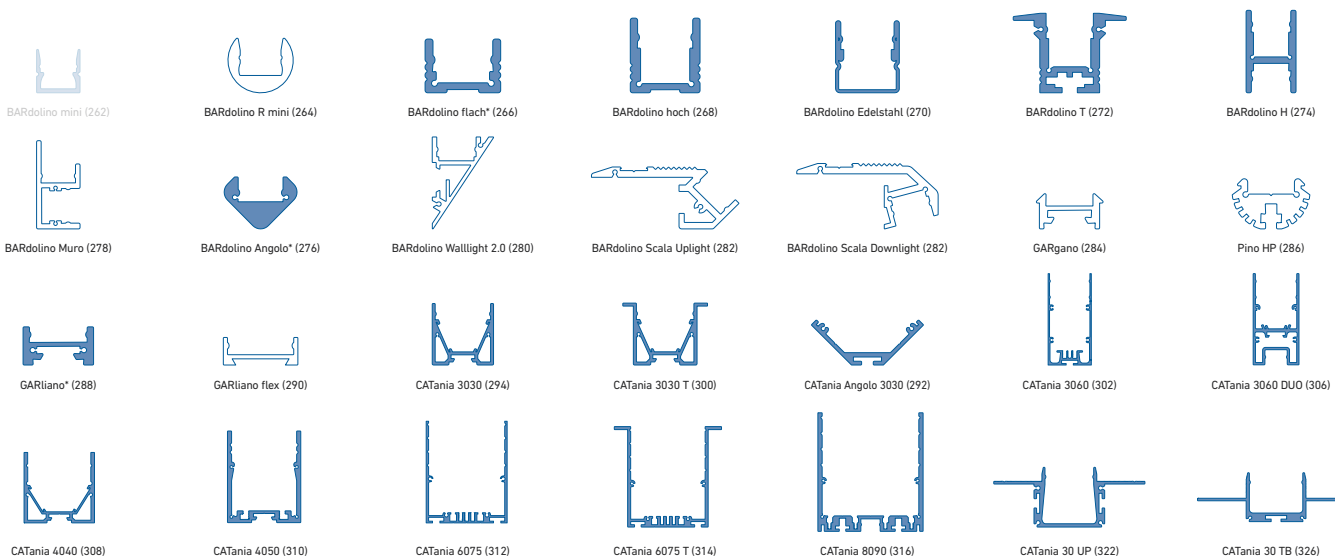 BARdolino mini (262)
BARdolino R mini (264)
BARdolino flach* (266)
BARdolino hoch (268)
BARdolino Edelstahl (270)
BARdolino T (272)
BARdolino H (274)
BARdolino Muro (278)
BARdolino Angolo* (276)
BARdolino Walllight 2.0 (280)
BARdolino Scala Uplight (282)
BARdolino Scala Downlight (282)
GARgano (284)
Pino HP (286)
GARliano* (288)
GARliano flex (290)
CATania 3030 (294)
CATania 3030 T (300)
CATania Angolo 3030 (292)
CATania 3060 (302)
CATania 3060 DUO (306)
CATania 4040 (308)
CATania 4050 (310)
CATania 6075 (312)
CATania 6075 T (314)
CATania 8090 (316)
CATania 30 UP (322)
CATania 30 TB (326)